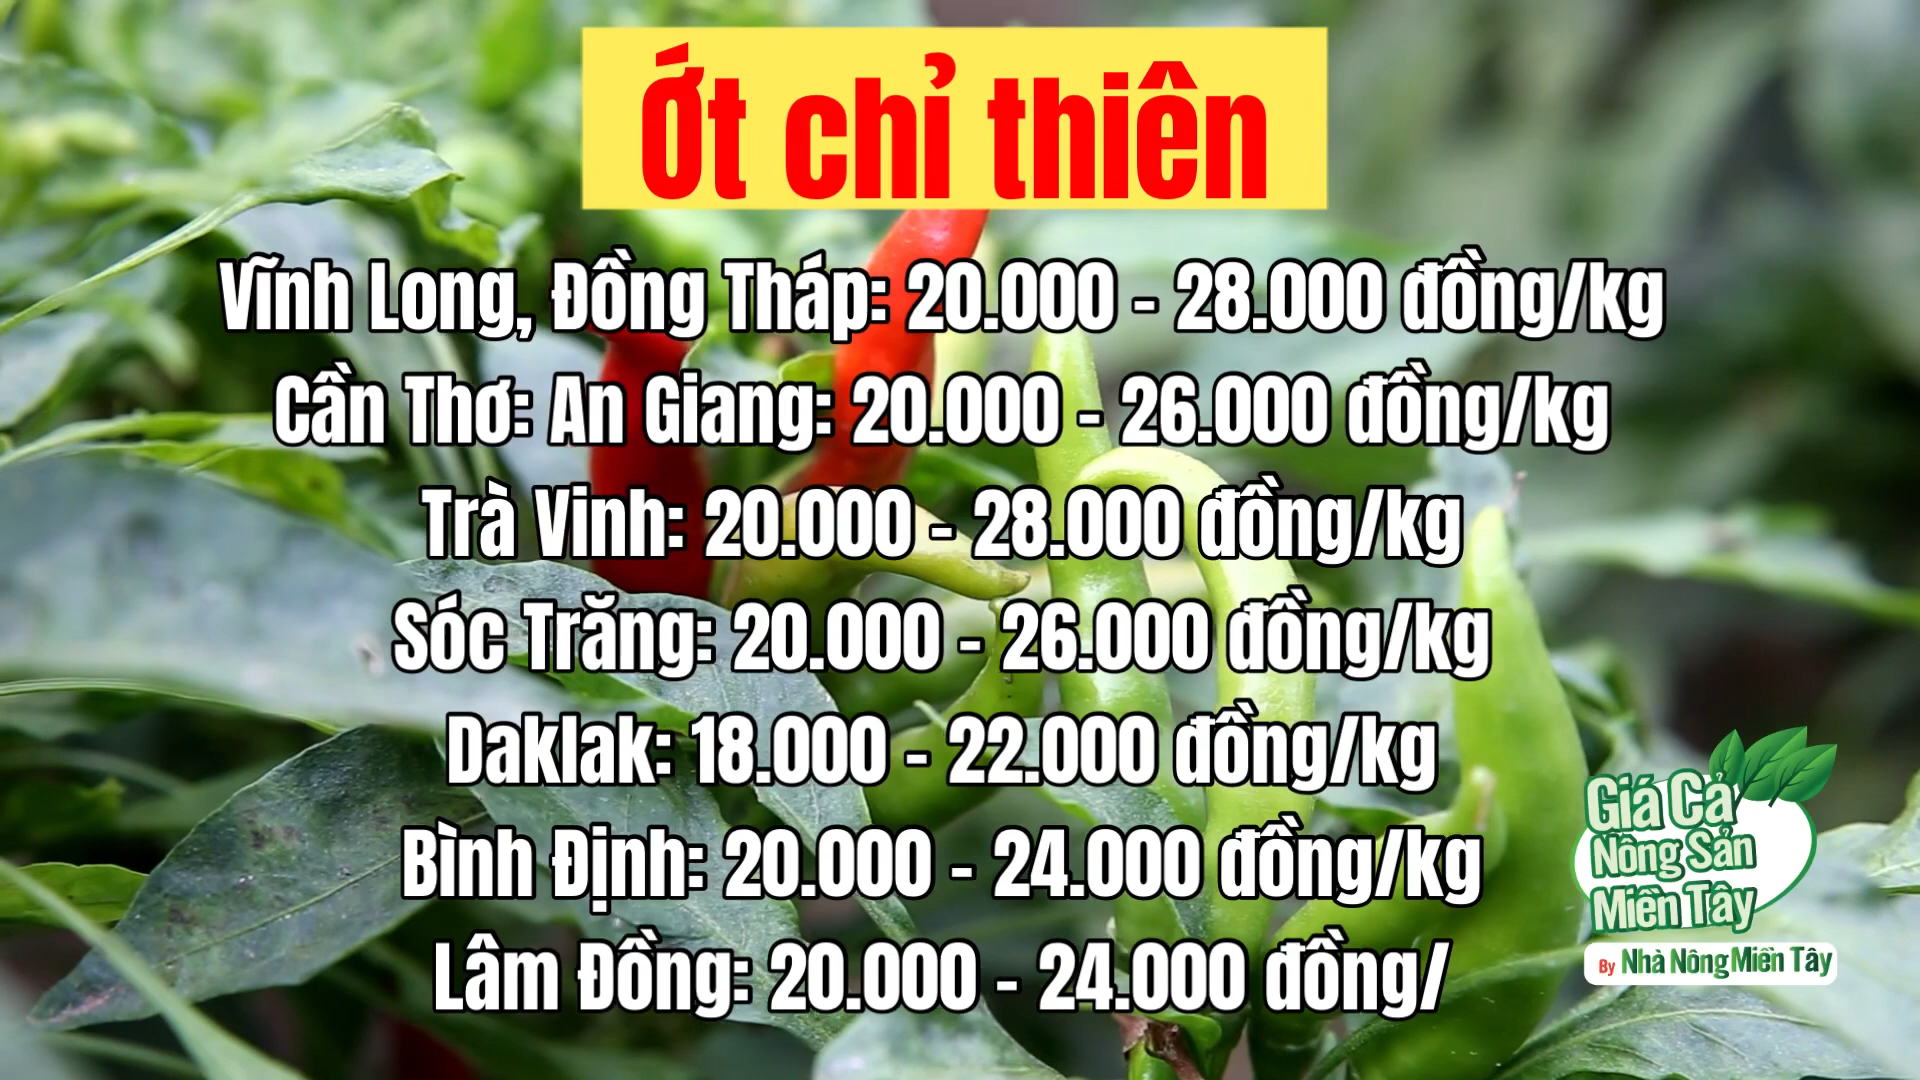 Ớt chỉ thiên
Vĩnh Long, Đồng Tháp: 20.000 - 28.000 đồng/kg
Cần Thơ: An Giang: 20.000 - 26.000 đồng/kg
Trà Vinh: 20.000 - 28.000 đồng/kg
Sóc Trăng: 20.000 - 26.000 đồng/kg
Daklak: 18.000 - 22.000 đồng/kg
Bình Định: 20.000 - 24.000 đồng/kg
Lâm Đồng: 20.000 - 24.000 đồng/
Giá Cả
Nông Sản
Miền Tây
By Nhà Nông Miền Tây